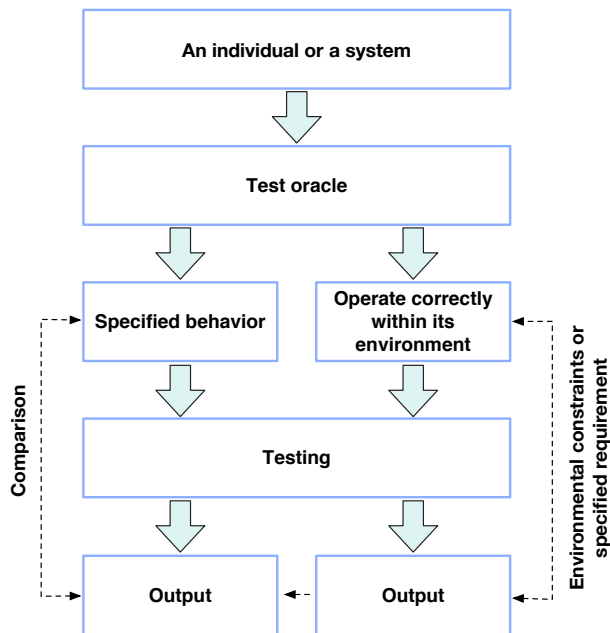 An individual or a system
Test oracle
Specified behavior
Operate correctly
within its
environment
Testing
Output
Output
Comparison
Environmental constraints or
specified requirement